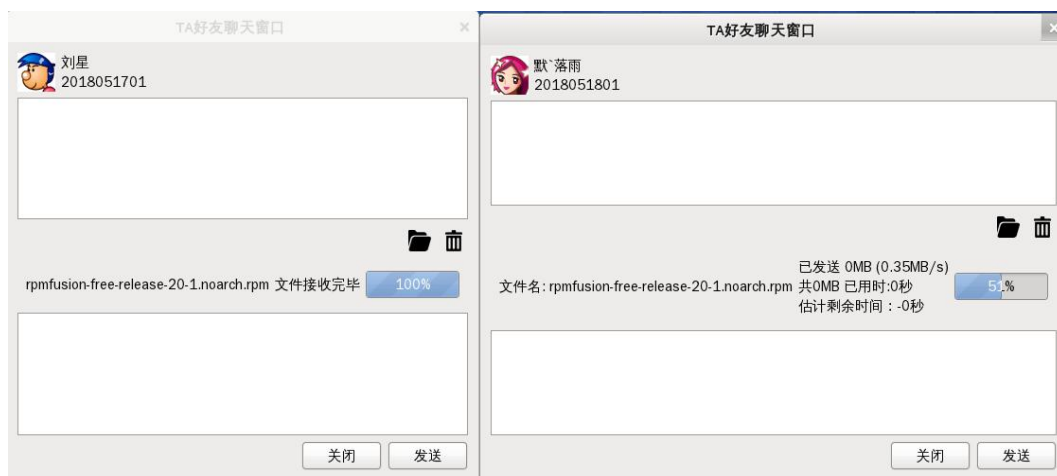 TA好友聊天窗口
刘星
2018051701
rpmfusion-free-release-20-1.noarch.rpm 文件接收完毕 100%
关闭 发送
TA好友聊天窗口
默`落雨
2018051801
已发送 0MB (0.35MB/s)
文件名: rpmfusion-free-release-20-1.noarch.rpm 共0MB 已用时:0秒 51%
估计剩余时间：-0秒
关闭 发送